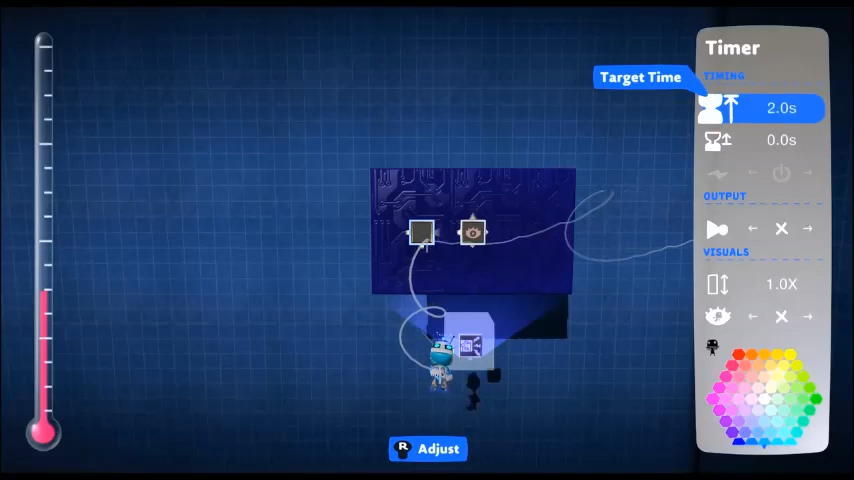 Timer
TIMING
Target Time
2.0s
0.0s
OUTPUT
VISUALS
1.0X
R Adjust